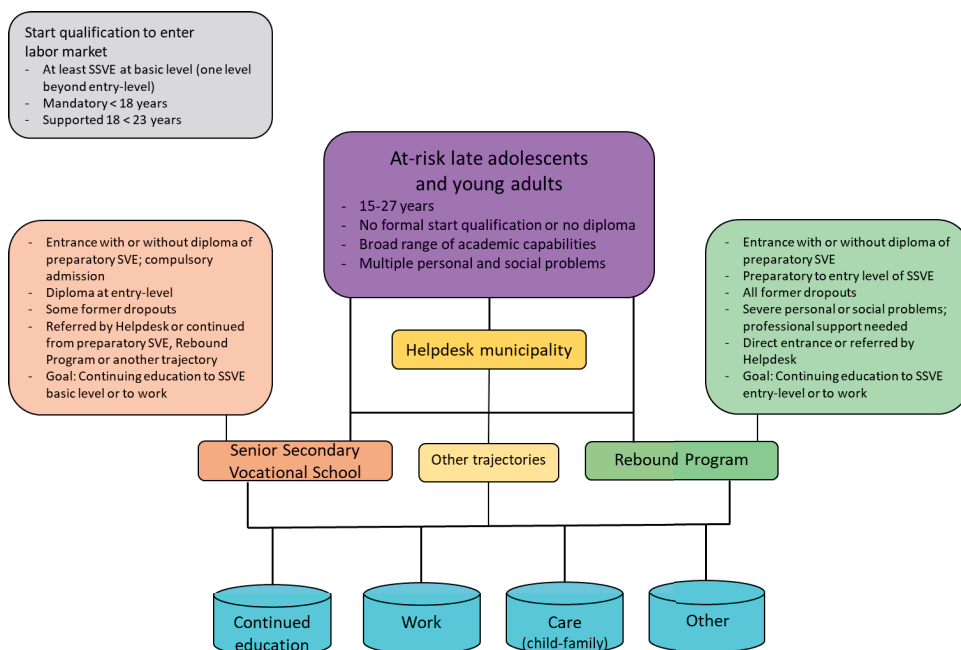 Start qualification to enter
labor market
- At least SSVE at basic level (one level
beyond entry-level)
- Mandatory < 18 years
- Supported 18 < 23 years
At-risk late adolescents
and young adults
- 15-27 years
- No formal start qualification or no diploma
- Broad range of academic capabilities
- Multiple personal and social problems
- Entrance with or without diploma of
preparatory SVE; compulsory
admission
- Diploma at entry-level
- Some former dropouts
- Referred by Helpdesk or continued
from preparatory SVE, Rebound
Program or another trajectory
- Goal: Continuing education to SSVE
basic level or to work
- Entrance with or without diploma of
preparatory SVE
- Preparatory to entry level of SSVE
- All former dropouts
- Severe personal or social problems;
professional support needed
- Direct entrance or referred by
Helpdesk
- Goal: Continuing education to SSVE
entry-level or to work
Helpdesk municipality
Senior Secondary
Vocational School
Other trajectories
Rebound Program
Continued
education
Work
Care
(child-family)
Other